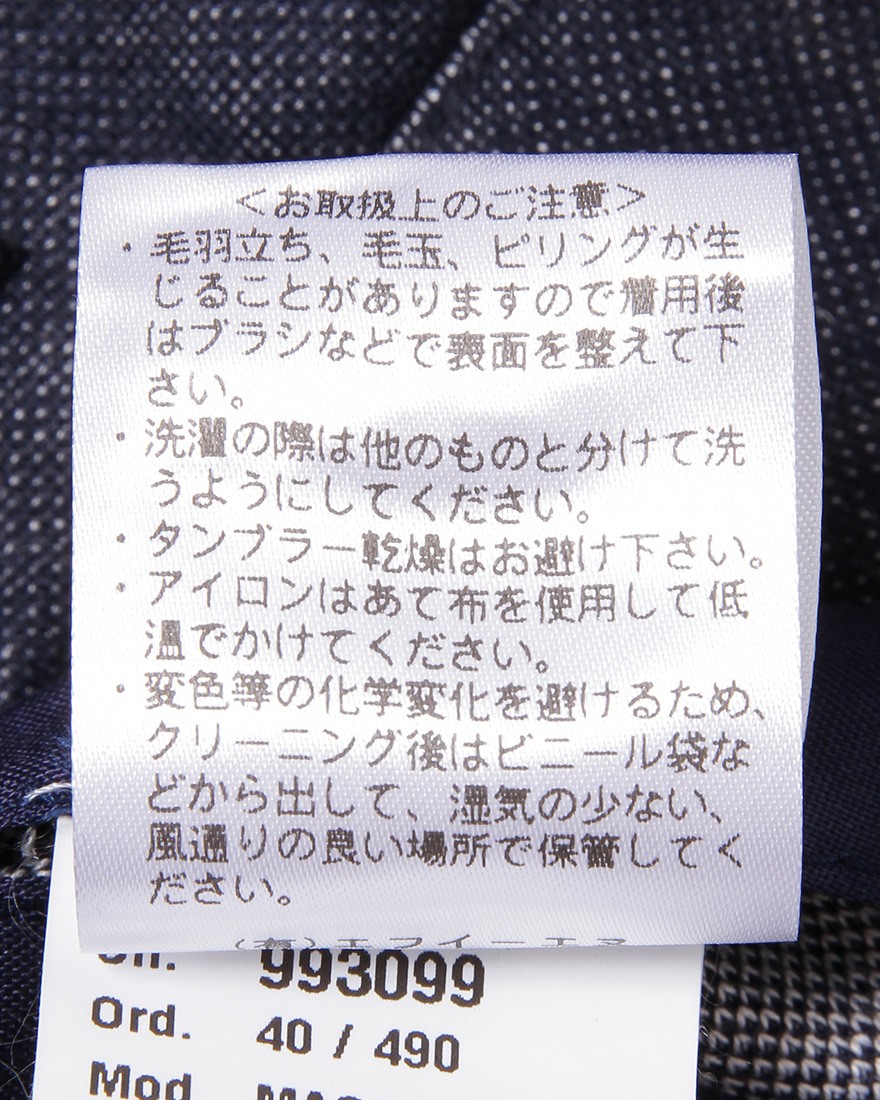 <お取扱上のご注意>
・毛羽立ち、毛玉、ピリングが生
じることがありますので着用後
はブラシなどで表面を整えて下
さい。
・洗濯の際は他のものと分けて洗
うようにしてください。
・タンブラー乾燥はお避け下さい。
・アイロンはあて布を使用して低
温でかけてください。
・変色等の化学変化を避けるため、
クリーニング後はビニール袋な
どから出して、湿気の少ない、
風通りの良い場所で保管してく
ださい。
993099
Ord. 40 / 490
Mod